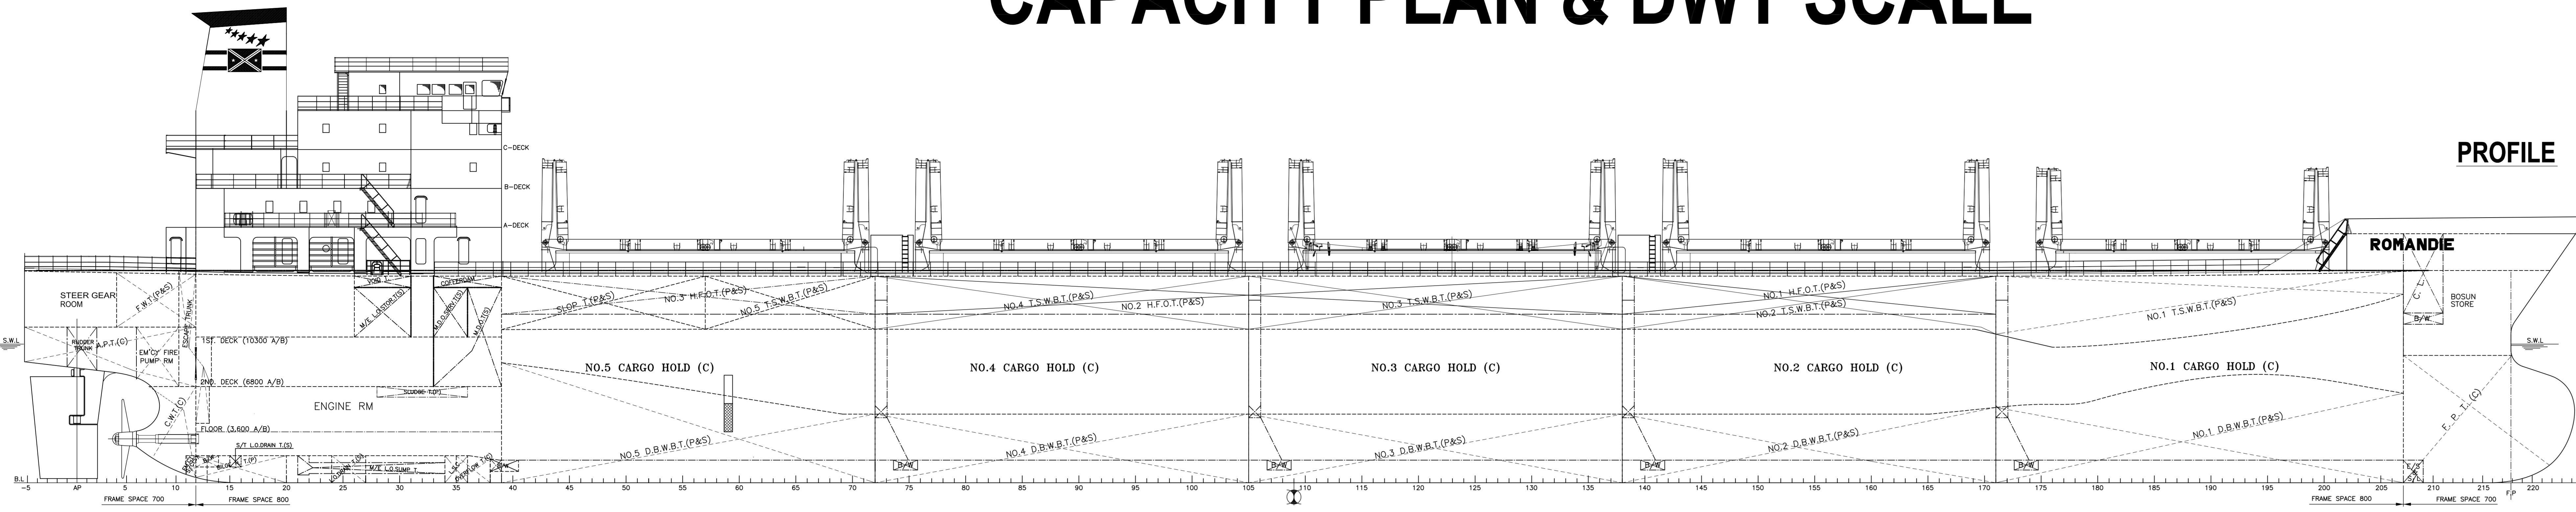 CAPACITY PLAN & DWT SCALE
PROFILE
C-DECK
B-DECK
A-DECK
ROMANDIE
STEER GEAR
ROOM
F.W.T.(P&S)
ESCAPE TRUNK
VOID T.
COFFERDAM
M/E L.O.STOR.T(S)
M.D.O.SERV.T(S)
M.D.O.T(S)
SLOP T.(P&S)
NO.3 H.F.O.T.(P&S)
NO.5 T.S.W.B.T.(P&S)
NO.4 T.S.W.B.T.(P&S)
NO.2 H.F.O.T.(P&S)
NO.3 T.S.W.B.T.(P&S)
NO.1 H.F.O.T.(P&S)
NO.2 T.S.W.B.T.(P&S)
NO.1 T.S.W.B.T.(P&S)
C. L.
BOSUN
STORE
B/W
S.W.L
RUDDER
TRUNK
A.P.T.(C)
EM'CY FIRE
PUMP RM
1ST. DECK (10300 A/B)
S.W.L
2ND. DECK (6800 A/B)
SLUDGE T.(P)
NO.5 CARGO HOLD (C)
NO.4 CARGO HOLD (C)
NO.3 CARGO HOLD (C)
NO.2 CARGO HOLD (C)
NO.1 CARGO HOLD (C)
ENGINE RM
C.W.T.(C)
FLOOR (3,600 A/B)
F. P. T. (C)
S/T L.O.DRAIN T.(S)
M/E L.O.SUMP T.
NO.5 D.B.W.B.T.(P&S)
NO.4 D.B.W.B.T.(P&S)
NO.3 D.B.W.B.T.(P&S)
NO.2 D.B.W.B.T.(P&S)
NO.1 D.B.W.B.T.(P&S)
B/W B/W B/W B/W
E/S
S/L
B.L
-5 AP 5 10 15 20 25 30 35 40 45 50 55 60 65 70 75 80 85 90 95 100 105 110 115 120 125 130 135 140 145 150 155 160 165 170 175 180 185 190 195 200 205 210 215 F.P 220
FRAME SPACE 700 FRAME SPACE 800 FRAME SPACE 800 FRAME SPACE 700